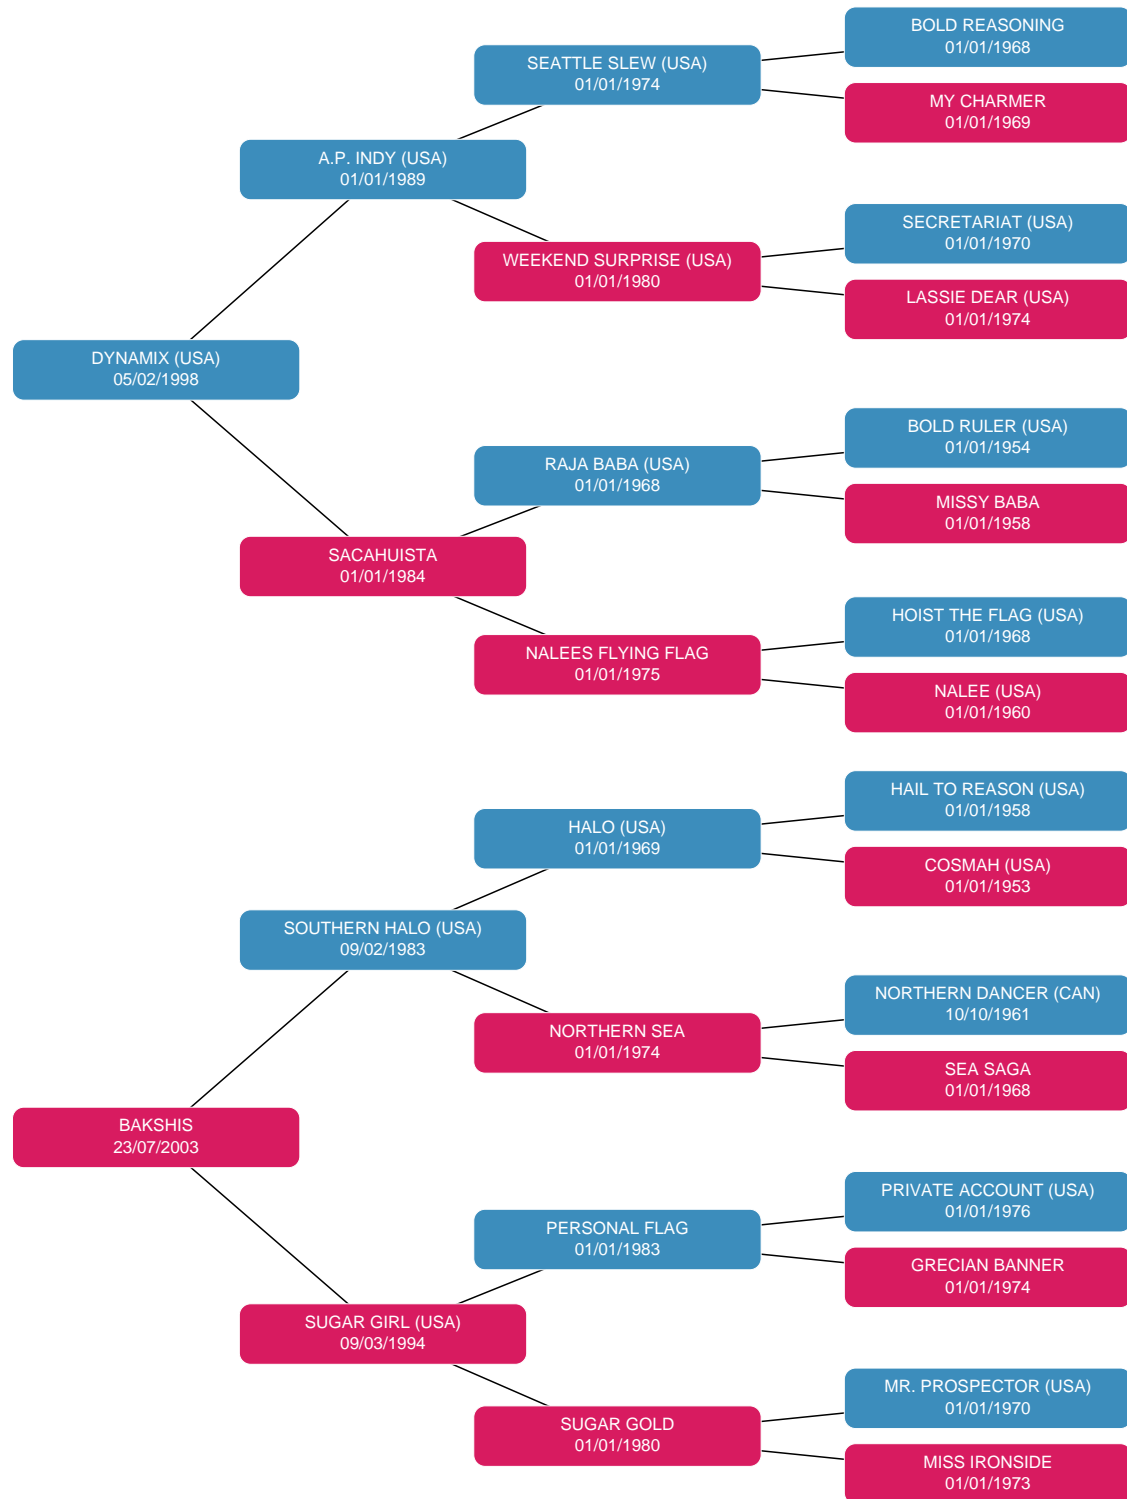 BOLD REASONING
01/01/1968
SEATTLE SLEW (USA)
01/01/1974
MY CHARMER
01/01/1969
A.P. INDY (USA)
01/01/1989
SECRETARIAT (USA)
01/01/1970
WEEKEND SURPRISE (USA)
01/01/1980
LASSIE DEAR (USA)
01/01/1974
DYNAMIX (USA)
05/02/1998
BOLD RULER (USA)
01/01/1954
RAJA BABA (USA)
01/01/1968
MISSY BABA
01/01/1958
SACAHUISTA
01/01/1984
HOIST THE FLAG (USA)
01/01/1968
NALEES FLYING FLAG
01/01/1975
NALEE (USA)
01/01/1960
HAIL TO REASON (USA)
01/01/1958
HALO (USA)
01/01/1969
COSMAH (USA)
01/01/1953
SOUTHERN HALO (USA)
09/02/1983
NORTHERN DANCER (CAN)
10/10/1961
NORTHERN SEA
01/01/1974
SEA SAGA
01/01/1968
BAKSHIS
23/07/2003
PRIVATE ACCOUNT (USA)
01/01/1976
PERSONAL FLAG
01/01/1983
GRECIAN BANNER
01/01/1974
SUGAR GIRL (USA)
09/03/1994
MR. PROSPECTOR (USA)
01/01/1970
SUGAR GOLD
01/01/1980
MISS IRONSIDE
01/01/1973